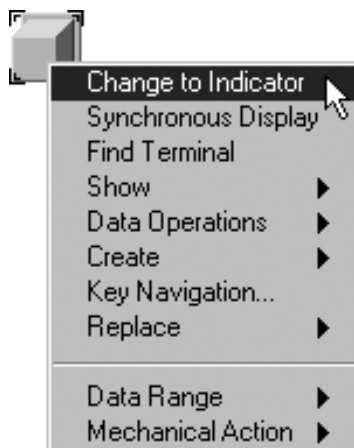 Change to Indicator
Synchronous Display
Find Terminal
Show
Data Operations
Create
Key Navigation...
Replace
Data Range
Mechanical Action